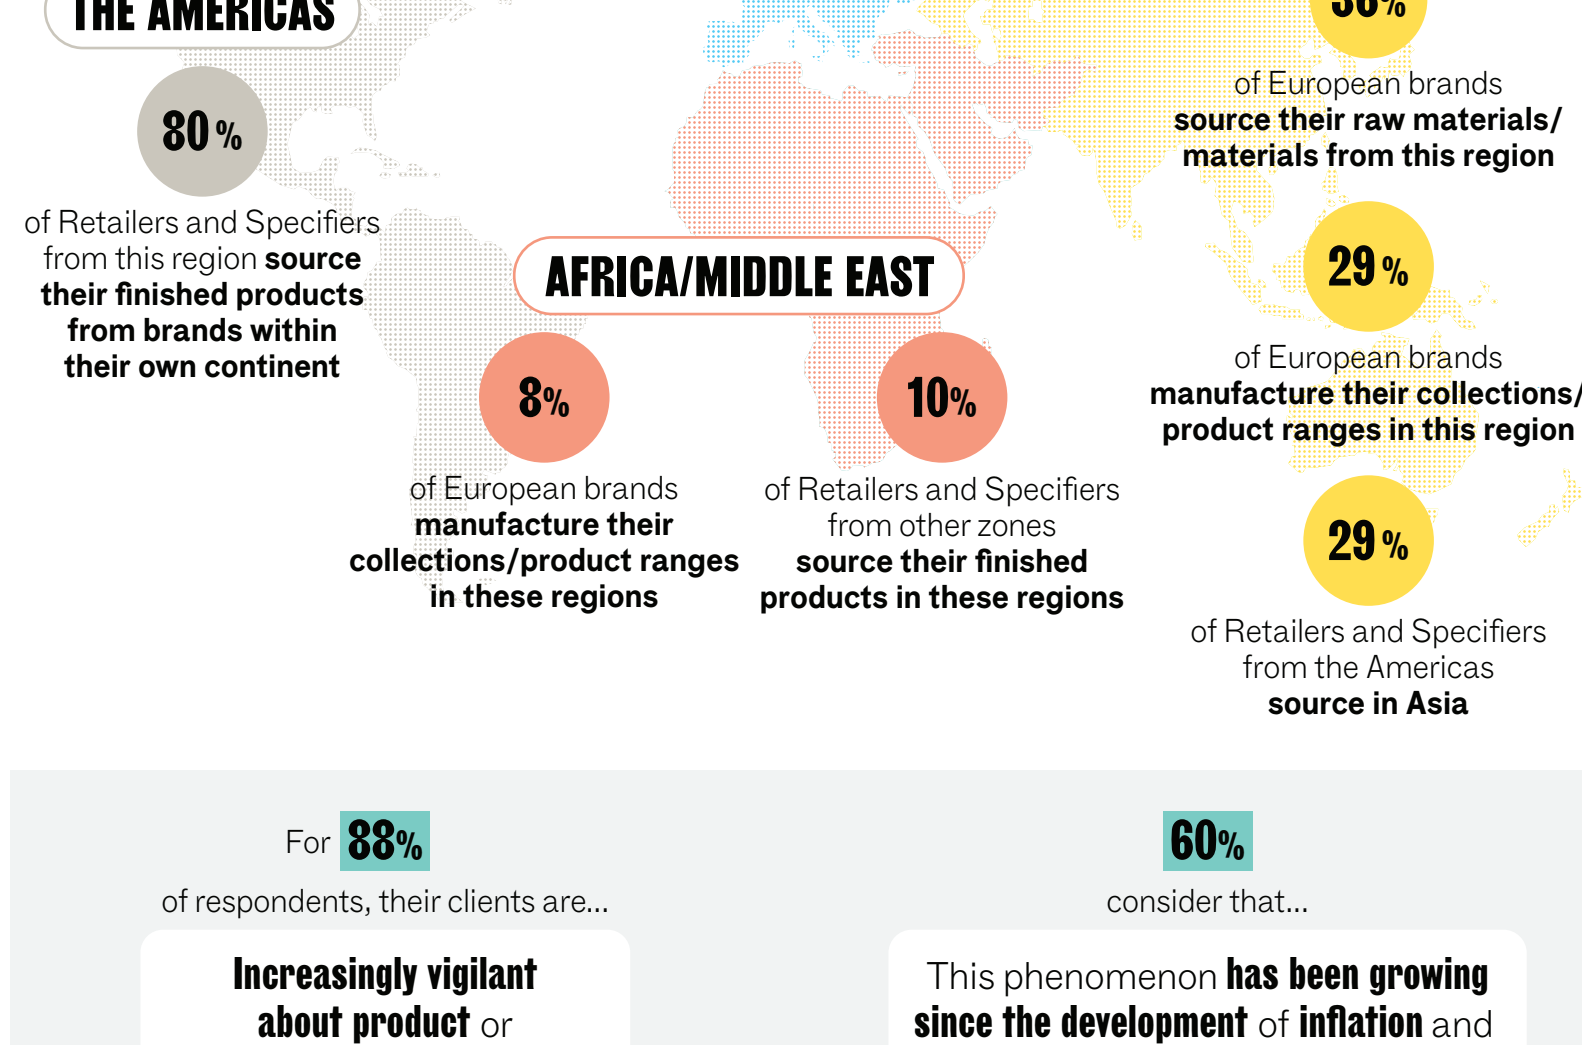 THE AMERICAS
80 %
of Retailers and Specifiers
from this region source
their finished products
from brands within
their own continent
AFRICA/MIDDLE EAST
8%
of European brands
manufacture their
collections/product ranges
in these regions
10%
of Retailers and Specifiers
from other zones
source their finished
products in these regions
36%
of European brands
source their raw materials/
materials from this region
29 %
of European brands
manufacture their collections/
product ranges in this region
29 %
of Retailers and Specifiers
from the Americas
source in Asia
For 88%
of respondents, their clients are...
Increasingly vigilant
about product or
60%
consider that...
This phenomenon has been growing
since the development of inflation and